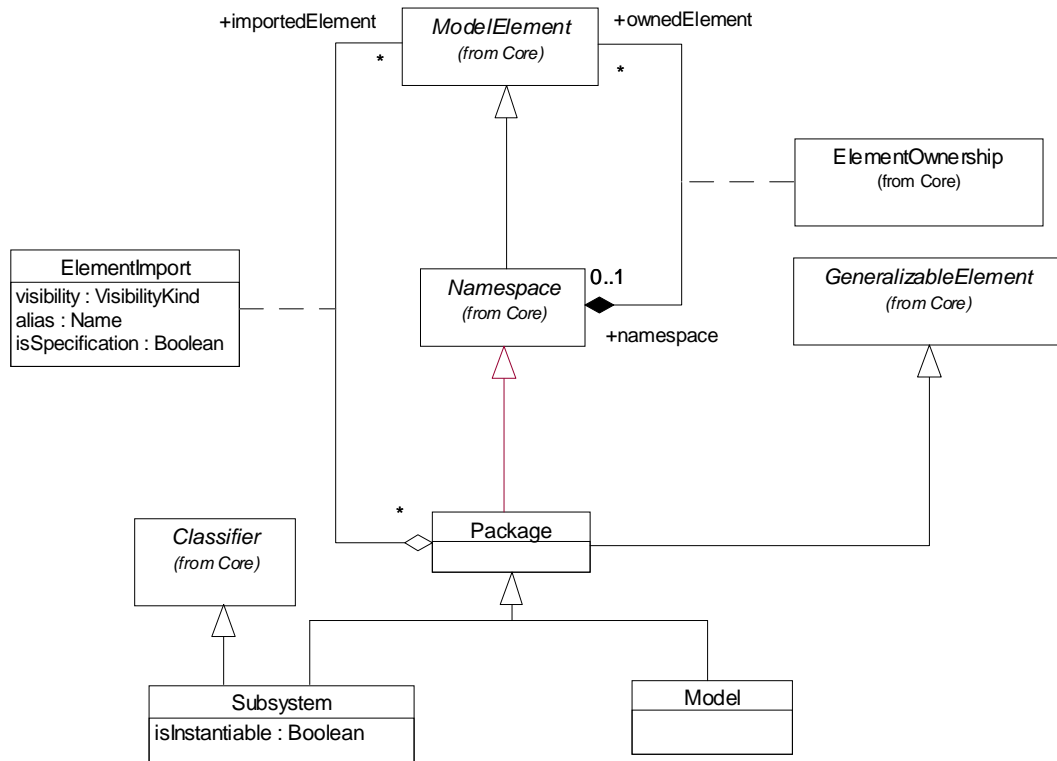 +importedElement
*
ModelElement
(from Core)
+ownedElement
*
ElementOwnership
(from Core)
ElementImport
visibility : VisibilityKind
alias : Name
isSpecification : Boolean
Namespace
(from Core)
0..1
+namespace
GeneralizableElement
(from Core)
*
Package
Classifier
(from Core)
Subsystem
isInstantiable : Boolean
Model